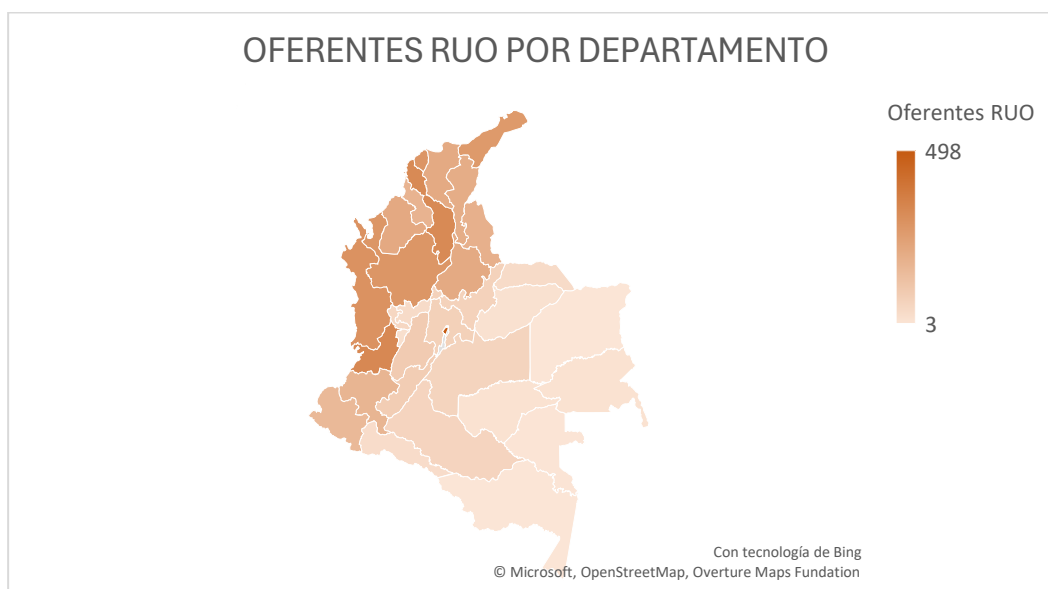 OFERENTES RUO POR DEPARTAMENTO
Oferentes RUO
498
3
Con tecnología de Bing
© Microsoft, OpenStreetMap, Overture Maps Fundation